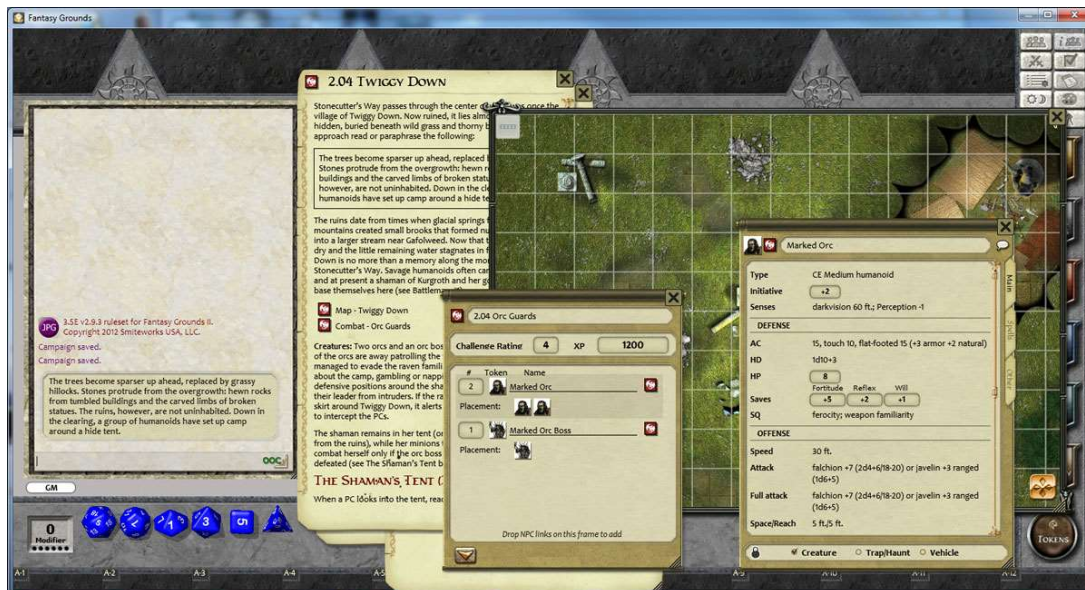 Fantasy Grounds
2.04 Twiggy Down
Stonecutter's Way passes through the center
once the
village of Twiggy Down. Now ruined, it lies
hidden, buried beneath wild grass and thorny
approach read or paraphrase the following:
The trees become sparser up ahead, replaced
Stones protrude from the overgrowth: hewn
buildings and the carved limbs of broken
however, are not uninhabited. Down in the
humanoids have set up camp around a hide
The ruins date from times when glacial springs
mountains created small brooks that formed
into a larger stream near Gafolweed. Now that
dry and the little remaining water stagnates in
Down is no more than a memory along the
Stonecutter's Way. Savage humanoids often
and at present a shaman of Kurgroth and her
base themselves here (see
Map - Twiggy Down
Combat - Orc Guards
Creatures: Two orcs and an orc
of the orcs are away patrolling the
managed to evade the raven
about the camp, gambling or
defensive positions around the
their leader from intruders. If the
skirt around Twiggy Down, it alerts
to intercept the PCs.
The shaman remains in her tent
from the ruins), while her minions
combat herself only if the orc boss
defeated (see The Shaman's Tent
The Shaman's Tent
When a PC looks into the tent,
JPG
3.5E v2.9.3 ruleset for Fantasy Grounds II.
Copyright 2012 Smiteworks USA, LLC.
Campaign saved.
Campaign saved.
The trees become sparser up ahead, replaced by grassy
hillocks. Stones protrude from the overgrowth: hewn rocks
from tumbled buildings and the carved limbs of broken
statues. The ruins, however, are not uninhabited. Down in
the clearing, a group of humanoids have set up camp
around a hide tent.
OOC
GM
0
Modifier
2.04 Orc Guards
Challenge Rating 4 XP 1200
# Token Name
2 Marked Orc
Placement:
1 Marked Orc Boss
Placement:
Drop NPC links on this frame to add
Marked Orc
Type CE Medium humanoid
Initiative +2
Senses darkvision 60 ft.; Perception -1
DEFENSE
AC 15, touch 10, flat-footed 15 (+3 armor +2 natural)
HD 1d10+3
HP 8
Fortitude Reflex Will
Saves +5 +2 +1
SQ ferocity; weapon familiarity
OFFENSE
Speed 30 ft.
Attack falchion +7 (2d4+6/18-20) or javelin +3 ranged
(1d6+5)
Full attack falchion +7 (2d4+6/18-20) or javelin +3 ranged
(1d6+5)
Space/Reach 5 ft./5 ft.
Creature Trap/Haunt Vehicle
Main
Spells
Other
Tokens
A-1 A-2 A-3 A-4 A-5 A-9 A-10 A-11 A-12